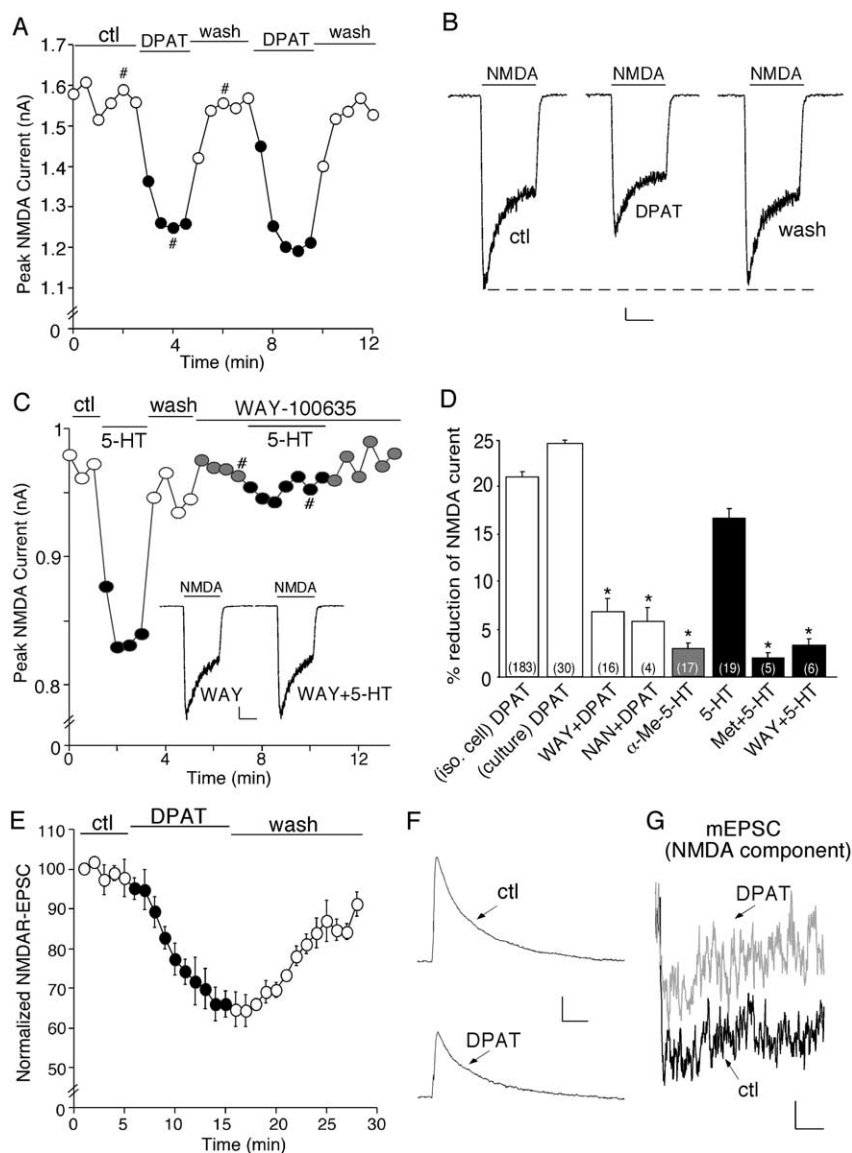 A
ctl DPAT wash DPAT wash
1.7
1.6
1.5
1.4
1.3
1.2
1.1
0
# # #
Peak NMDA Current (nA)
0 4 8 12
Time (min)
B
NMDA NMDA NMDA
ctl DPAT wash
C
ctl 5-HT wash WAY-100635
5-HT
1
0.9
0.8
0
# #
Peak NMDA Current (nA)
NMDA NMDA
WAY WAY+5-HT
0 4 8 12
Time (min)
D
25
20
15
10
5
0
% reduction of NMDA curent
* * * * *
(183) (30) (16) (4) (17) (19) (5) (6)
(iso. cell) DPAT
(culture) DPAT
WAY+DPAT
NAN+DPAT
α-Me-5-HT
5-HT
Met+5-HT
WAY+5-HT
E
ctl DPAT wash
110
100
90
80
70
60
50
0
Normalized NMDAR-EPSC
0 5 10 15 20 25 30
Time (min)
F
ctl
DPAT
G
mEPSC
(NMDA component)
DPAT
ctl